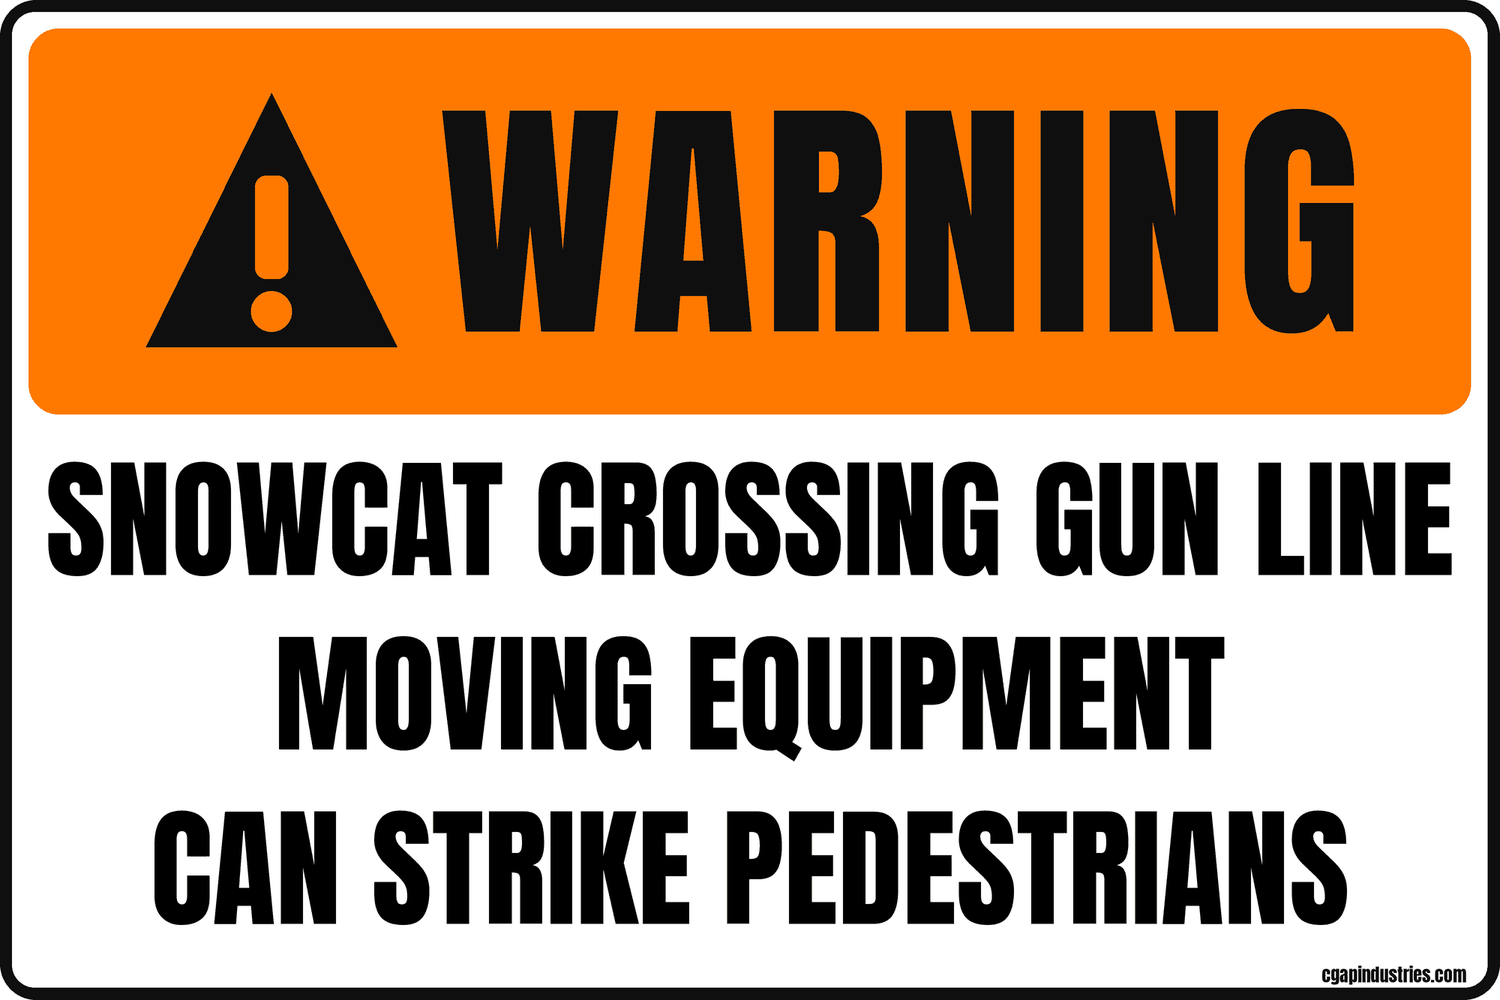 WARNING
SNOWCAT CROSSING GUN LINE
MOVING EQUIPMENT
CAN STRIKE PEDESTRIANS
cgapindustries.com